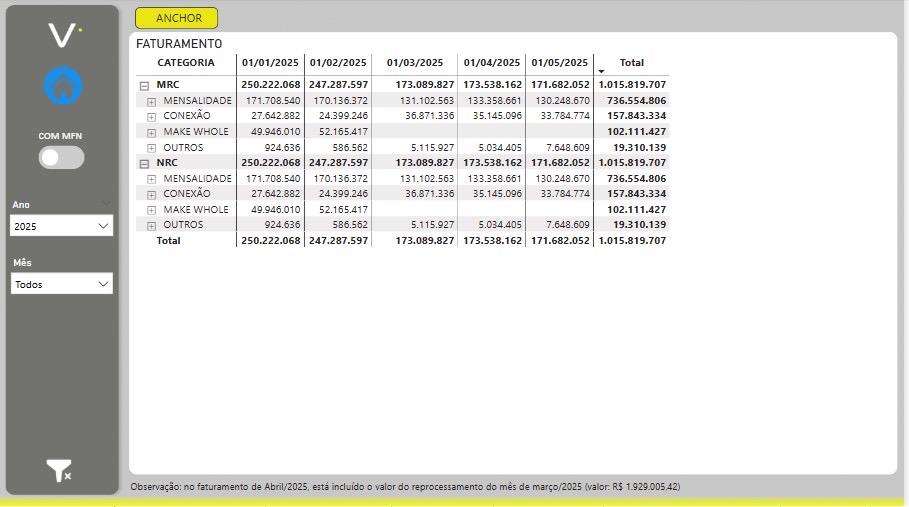 ANCHOR
FATURAMENTO
COM MFN
Ano
2025
Mês
Todos
CATEGORIA 01/01/2025 01/02/2025 01/03/2025 01/04/2025 01/05/2025 Total
MRC 250.222.068 247.287.597 173.089.827 173.538.162 171.682.052 1.015.819.707
MENSALIDADE 171.708.540 170.136.372 131.102.563 133.358.661 130.248.670 736.554.806
CONEXÃO 27.642.882 24.399.246 36.871.336 35.145.096 33.784.774 157.843.334
MAKE WHOLE 49.946.010 52.165.417 102.111.427
OUTROS 924.636 586.562 5.115.927 5.034.405 7.648.609 19.310.139
NRC 250.222.068 247.287.597 173.089.827 173.538.162 171.682.052 1.015.819.707
MENSALIDADE 171.708.540 170.136.372 131.102.563 133.358.661 130.248.670 736.554.806
CONEXÃO 27.642.882 24.399.246 36.871.336 35.145.096 33.784.774 157.843.334
MAKE WHOLE 49.946.010 52.165.417 102.111.427
OUTROS 924.636 586.562 5.115.927 5.034.405 7.648.609 19.310.139
Total 250.222.068 247.287.597 173.089.827 173.538.162 171.682.052 1.015.819.707
Observação: no faturamento de Abril/2025, está incluído o valor do reprocessamento do mês de março/2025 (valor: R$ 1.929.005,42)